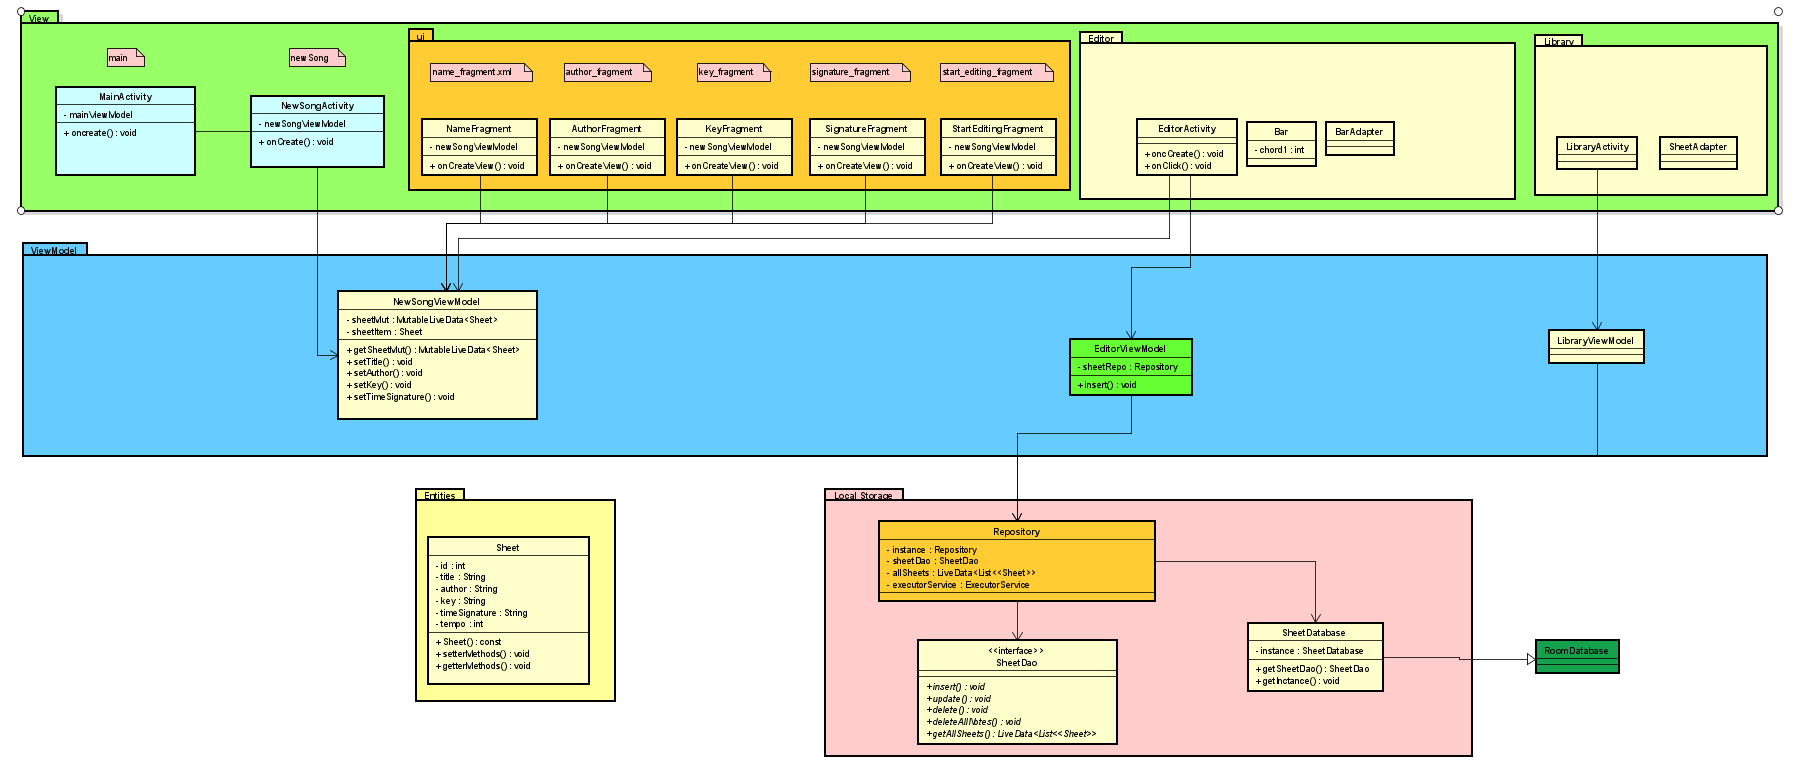 View
main
new Song
MainActivity
- mainViewModel
+ oncreate() : void
NewSongActivity
- newSongViewModel
+ onCreate() : void
ui
name_fragment.xml
author_fragment
key_fragment
signature_fragment
start_editing_fragment
NameFragment
- newSongViewModel
+ onCreateView() : void
AuthorFragment
- newSongViewModel
+ onCreateView() : void
KeyFragment
- newSongViewModel
+ onCreateView() : void
SignatureFragment
- newSongViewModel
+ onCreateView() : void
StartEditingFragment
- newSongViewModel
+ onCreateView() : void
Editor
EditorActivity
+ oncCreate() : void
+ onClick() : void
Bar
- chord1 : int
BarAdapter
Library
LibraryActivity
SheetAdapter
ViewModel
NewSongViewModel
- sheetMut : MutableLiveData<Sheet>
- sheetItem : Sheet
+ getSheetMut() : MutableLiveData<Sheet>
+ setTitle() : void
+ setAuthor() : void
+ setKey() : void
+ setTimeSignature() : void
EditorViewModel
- sheetRepo : Repository
+ insert() : void
LibraryViewModel
Entities
Sheet
- id : int
- title : String
- author : String
- key : String
- timeSignature : String
- tempo : int
+ Sheet() : const
+ setterMethods() : void
+ getterMethods() : void
Local Storage
Repository
- instance : Repository
- sheetDao : SheetDao
- allSheets : LiveData<List<<Sheet>>
- executorService : ExecutorService
<<interface>>
SheetDao
+ insert() : void
+ update() : void
+ delete() : void
+ deleteAllNotes() : void
+ getAllSheets() : LiveData<List<<Sheet>>
SheetDatabase
- instance : SheetDatabase
+ getSheetDao() : SheetDao
+ getInctance() : void
RoomDatabase